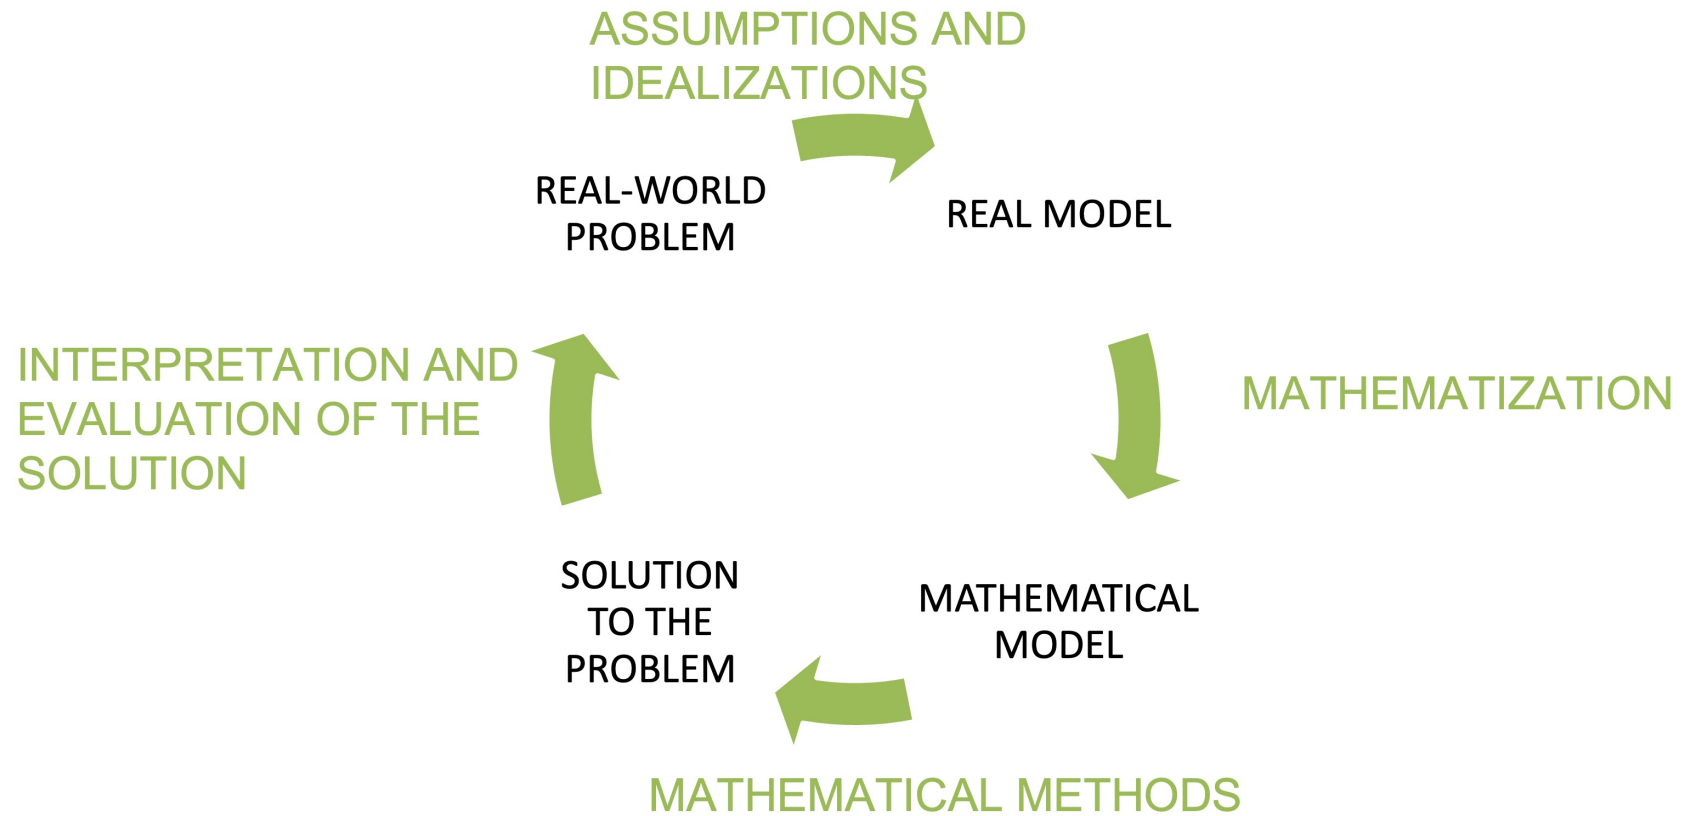 ASSUMPTIONS AND
IDEALIZATIONS
REAL-WORLD
PROBLEM
REAL MODEL
INTERPRETATION AND
EVALUATION OF THE
SOLUTION
MATHEMATIZATION
SOLUTION
TO THE
PROBLEM
MATHEMATICAL
MODEL
MATHEMATICAL METHODS